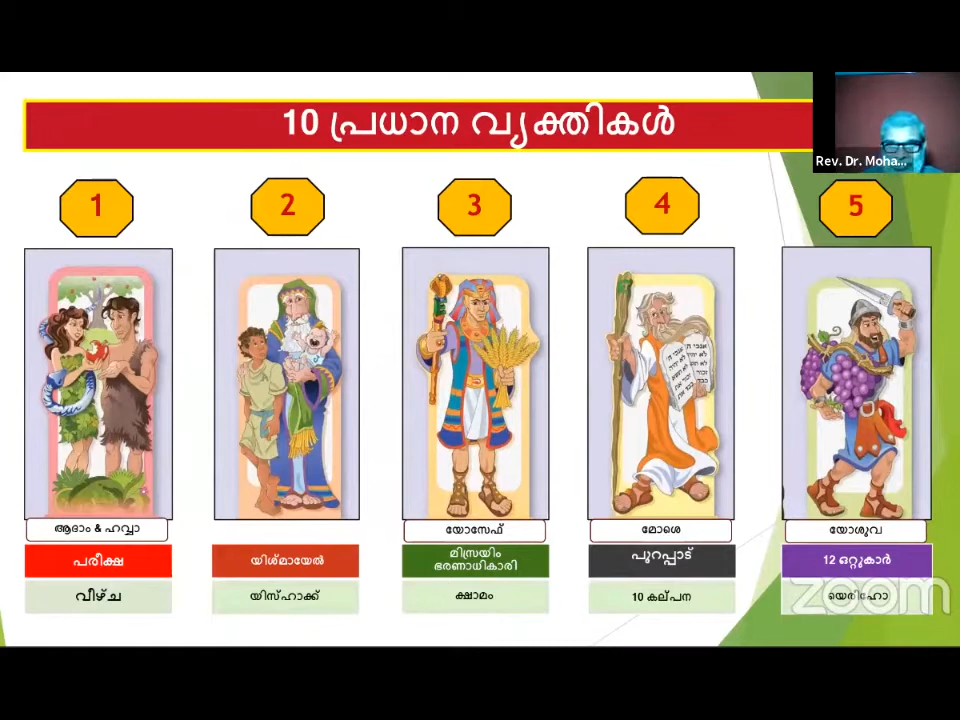 10 പ്രധാന വ്യക്തികൾ
Rev. Dr. Moha...
1
2
3
4
5
ആദാം & ഹവ്വാ
യോസേഫ്
മോശെ
യോശുവ
പരീക്ഷ
യിശ്മായേൽ
മിസ്രയിം
ഭരണാധികാരി
പുറപ്പാട്
12 ഒറ്റുകാർ
വീഴ്ച
യിസ്ഹാക്ക്
ക്ഷാമം
10 കല്പന
യെരിഹോ
zoom